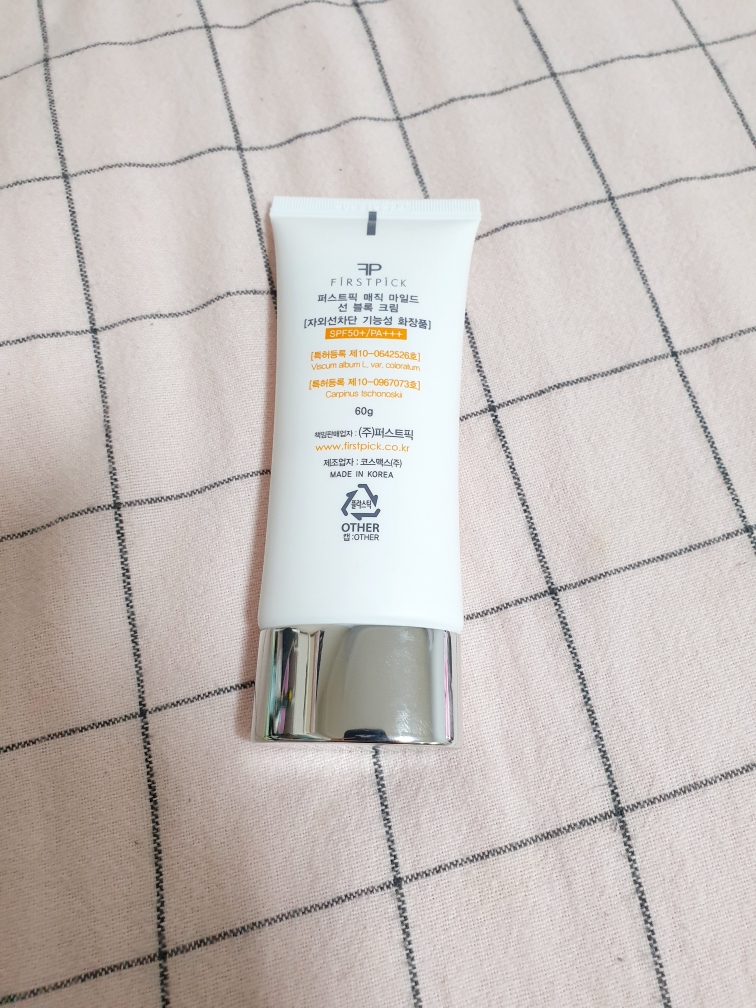 FP
FIRSTPICK
퍼스트픽 매직 마일드
선 블록 크림
[자외선차단 기능성 화장품]
SPF50+/PA+++
[특허등록 제10-0642526호]
Viscum album L. var. coloratum
[특허등록 제10-0967073호]
Carpinus tschonoskii
60g
책임판매업자 : (주)퍼스트픽
www.firstpick.co.kr
제조업자 : 코스맥스(주)
MADE IN KOREA
플라스틱
OTHER
캡:OTHER